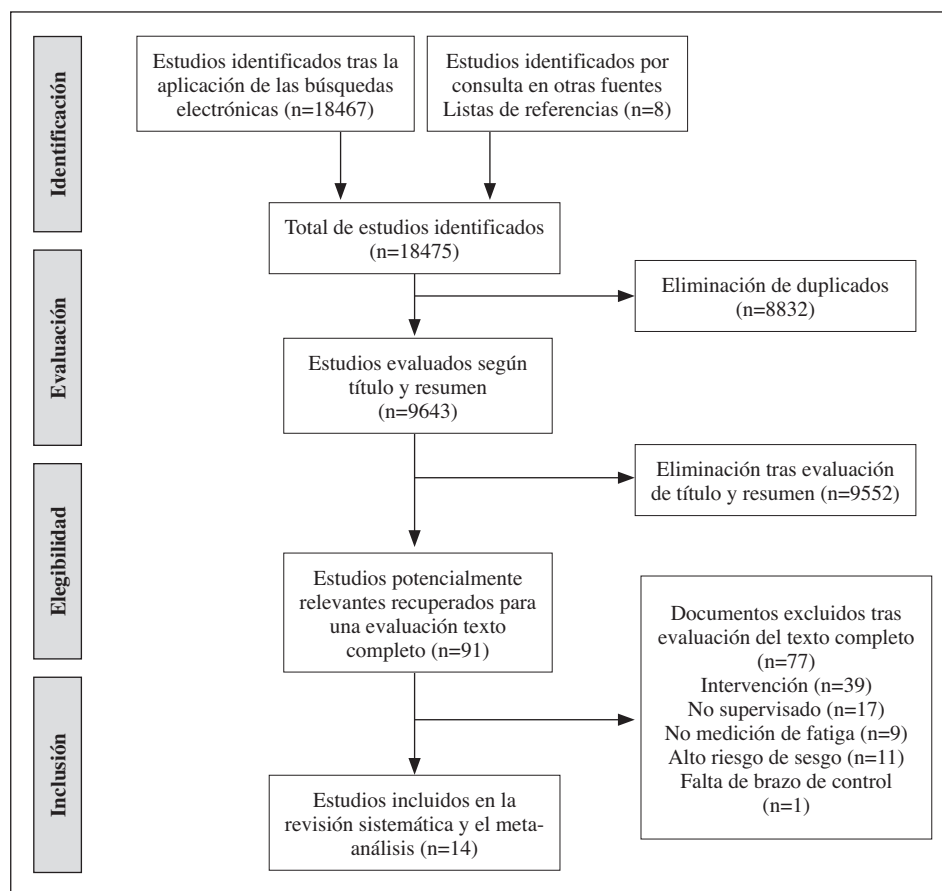 Identificación
Estudios identificados tras la
aplicación de las búsquedas
electrónicas (n=18467)
Estudios identificados por
consulta en otras fuentes
Listas de referencias (n=8)
Total de estudios identificados
(n=18475)
Evaluación
Eliminación de duplicados
(n=8832)
Estudios evaluados según
título y resumen
(n=9643)
Eliminación tras evaluación
de título y resumen (n=9552)
Elegibilidad
Estudios potencialmente
relevantes recuperados para
una evaluación texto
completo (n=91)
Documentos excluidos tras
evaluación del texto completo
(n=77)
Intervención (n=39)
No supervisado (n=17)
No medición de fatiga (n=9)
Alto riesgo de sesgo (n=11)
Falta de brazo de control
(n=1)
Inclusión
Estudios incluidos en la
revisión sistemática y el meta-
análisis (n=14)